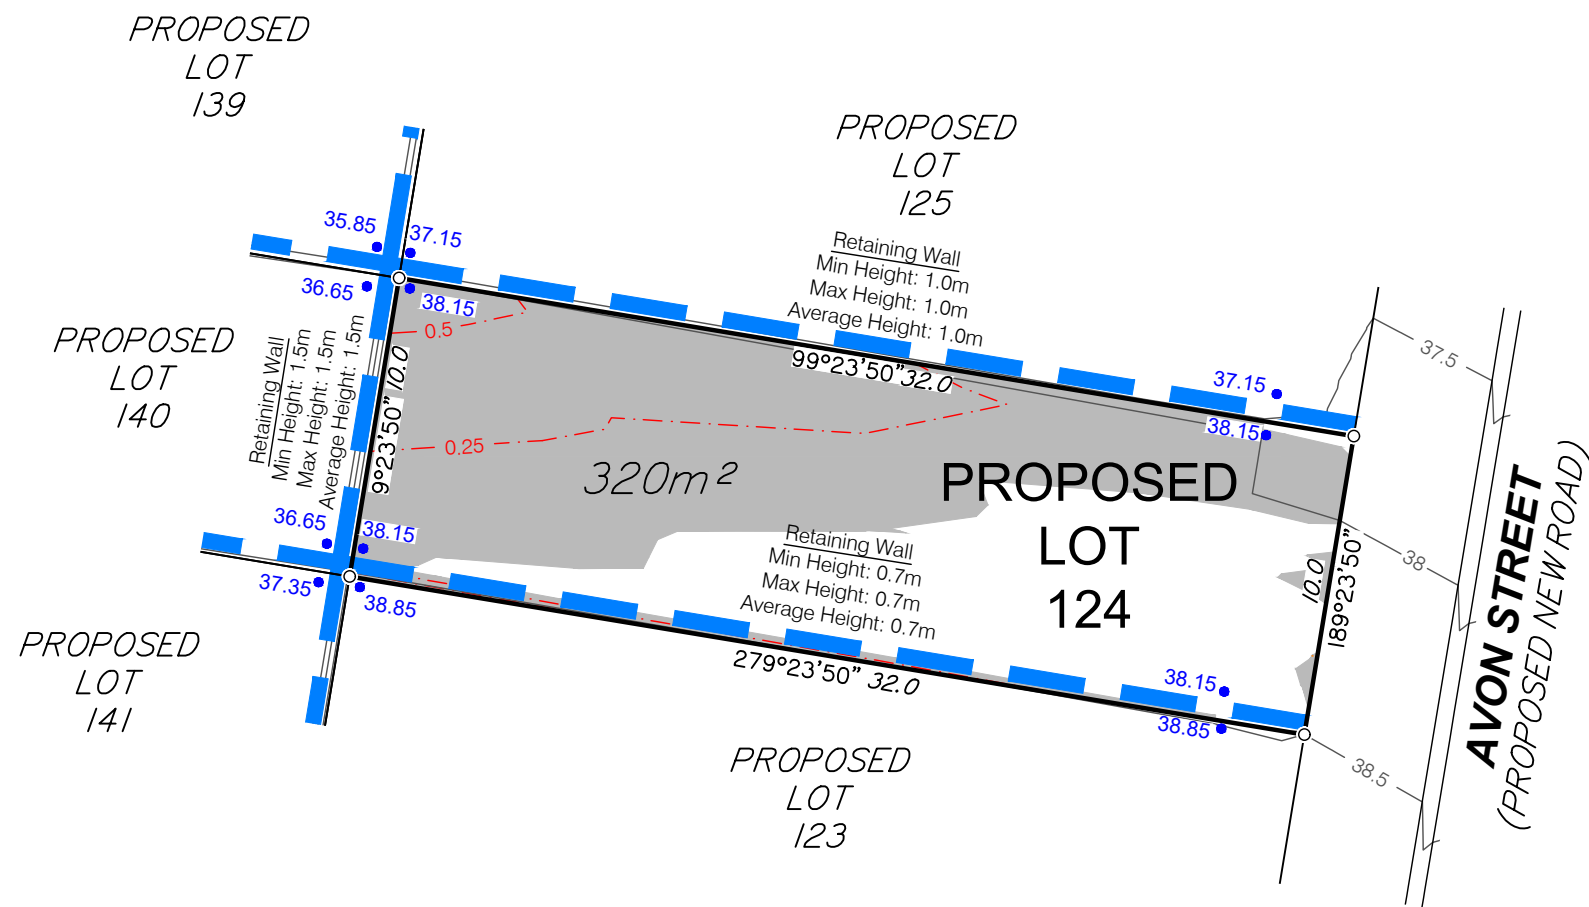 PROPOSED
LOT
139
PROPOSED
LOT
125
35.85
37.15
36.65
38.15
Retaining Wall
Min Height: 1.0m
Max Height: 1.0m
Average Height: 1.0m
0.5
99°23'50" 32.0
37.15
38.15
37.5
PROPOSED
LOT
140
Retaining Wall
Min Height: 1.5m
Max Height: 1.5m
Average Height: 1.5m
9°23'50" 10.0
0.25
320m²
PROPOSED
LOT
124
36.65
38.15
37.35
38.85
Retaining Wall
Min Height: 0.7m
Max Height: 0.7m
Average Height: 0.7m
279°23'50" 32.0
10.0
189°23'50"
38
38.15
38.85
38.5
AVON STREET
(PROPOSED NEW ROAD)
PROPOSED
LOT
141
PROPOSED
LOT
123